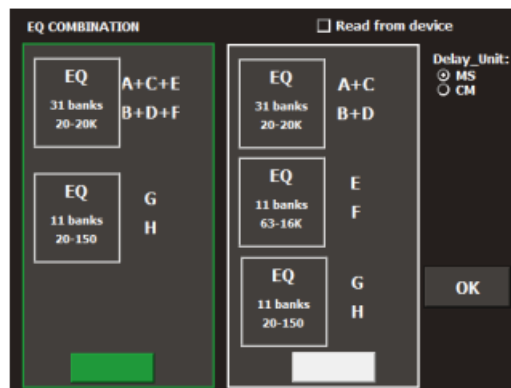 EQ COMBINATION
Read from device
EQ
31 banks
20-20K
A+C+E
B+D+F
EQ
11 banks
20-150
G
H
EQ
31 banks
20-20K
A+C
B+D
EQ
11 banks
63-16K
E
F
EQ
11 banks
20-150
G
H
Delay_Unit:
MS
CM
OK